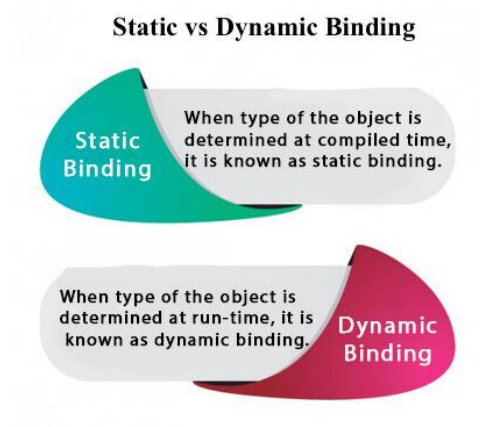 Static vs Dynamic Binding
Static
Binding
When type of the object is
determined at compiled time,
it is known as static binding.
When type of the object is
determined at run-time, it is
known as dynamic binding.
Dynamic
Binding